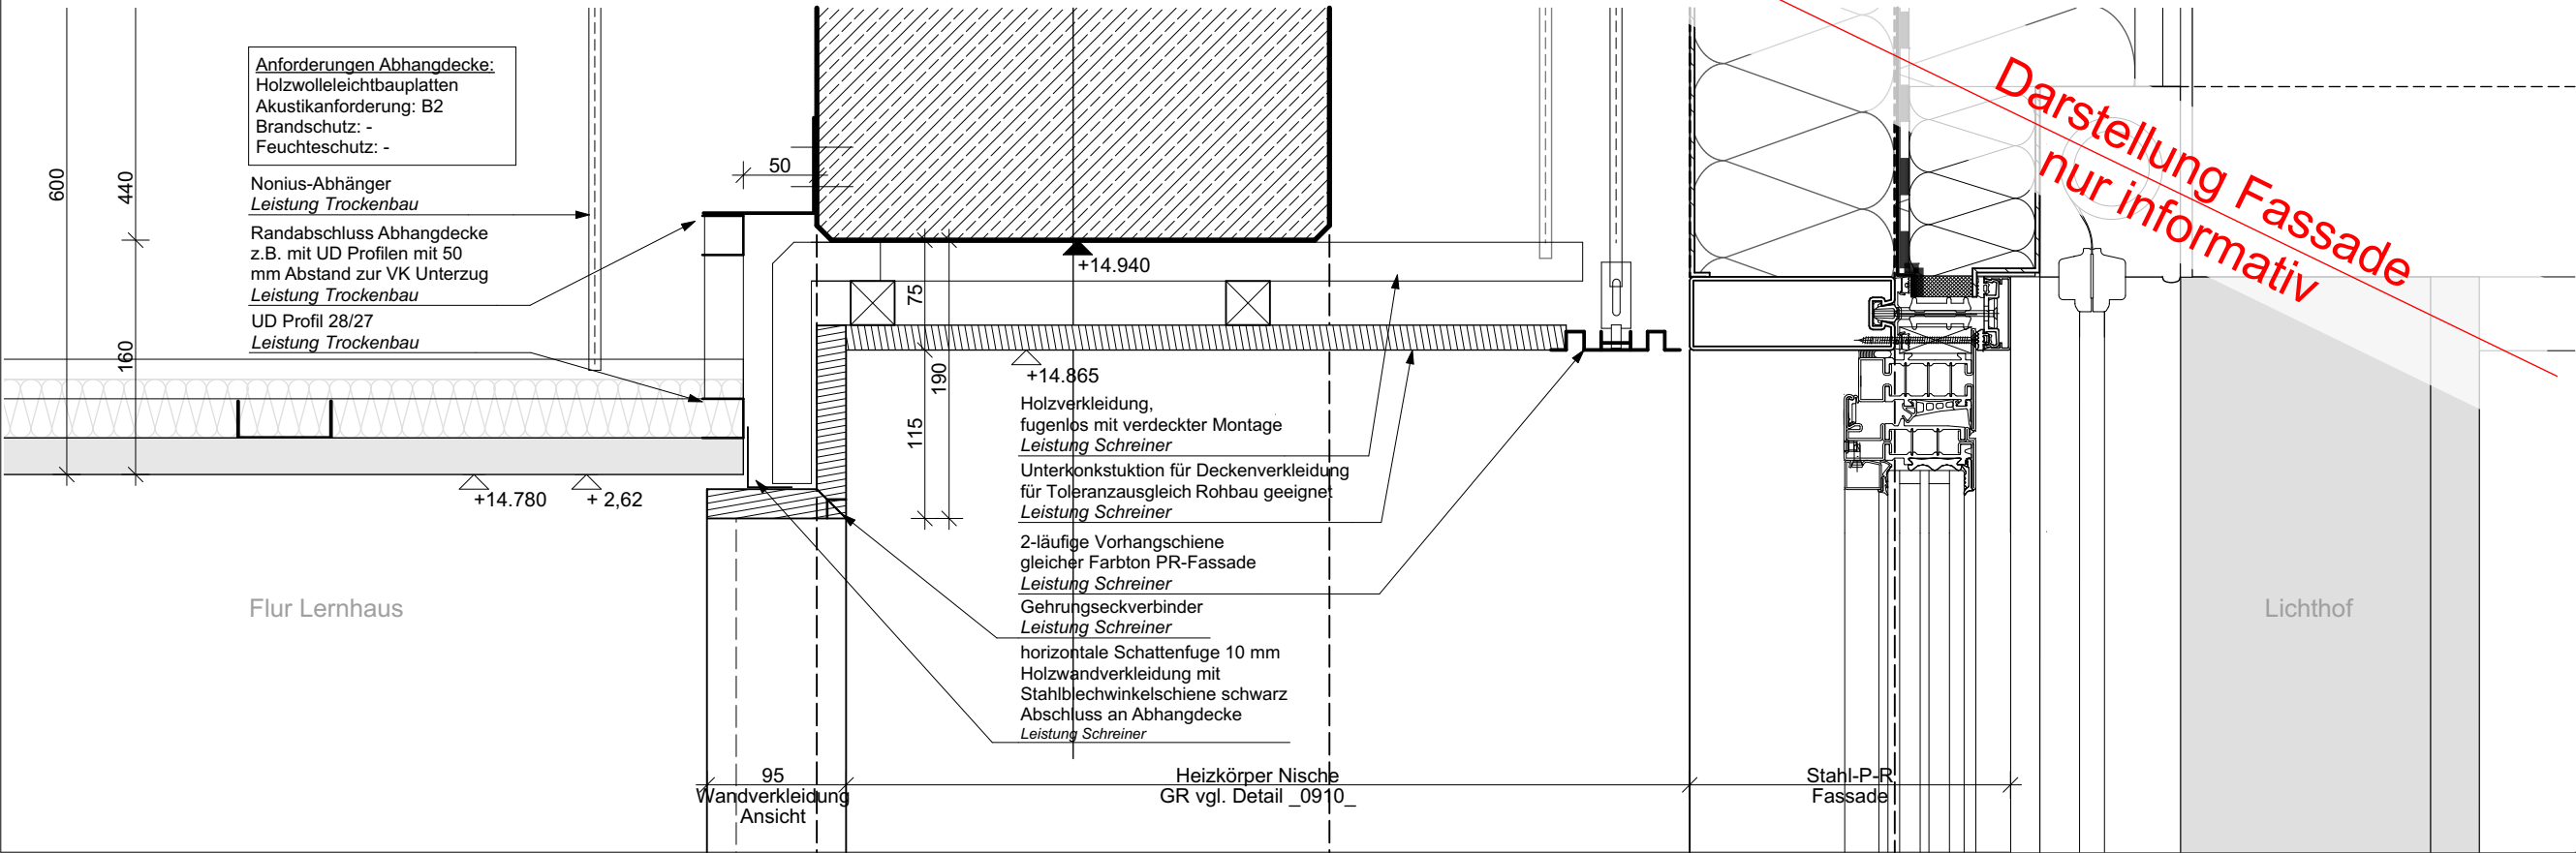 Anforderungen Abhangdecke:
Holzwolleleichtbauplatten
Akustikanforderung: B2
Brandschutz: -
Feuchteschutz: -
Nonius-Abhänger
Leistung Trockenbau
Randabschluss Abhangdecke
z.B. mit UD Profilen mit 50
mm Abstand zur VK Unterzug
Leistung Trockenbau
UD Profil 28/27
Leistung Trockenbau
600
440
160
50
+14.780
+ 2,62
Flur Lernhaus
+14.940
75
190
115
+14.865
Holzverkleidung,
fugenlos mit verdeckter Montage
Leistung Schreiner
Unterkonkstuktion für Deckenverkleidung
für Toleranzausgleich Rohbau geeignet
Leistung Schreiner
2-läufige Vorhangschiene
gleicher Farbton PR-Fassade
Leistung Schreiner
Gehrungseckverbinder
Leistung Schreiner
horizontale Schattenfuge 10 mm
Holzwandverkleidung mit
Stahlblechwinkelschiene schwarz
Abschluss an Abhangdecke
Leistung Schreiner
95
Wandverkleidung
Ansicht
Heizkörper Nische
GR vgl. Detail _0910_
Stahl-P-R
Fassade
Darstellung Fassade
nur informativ
Lichthof